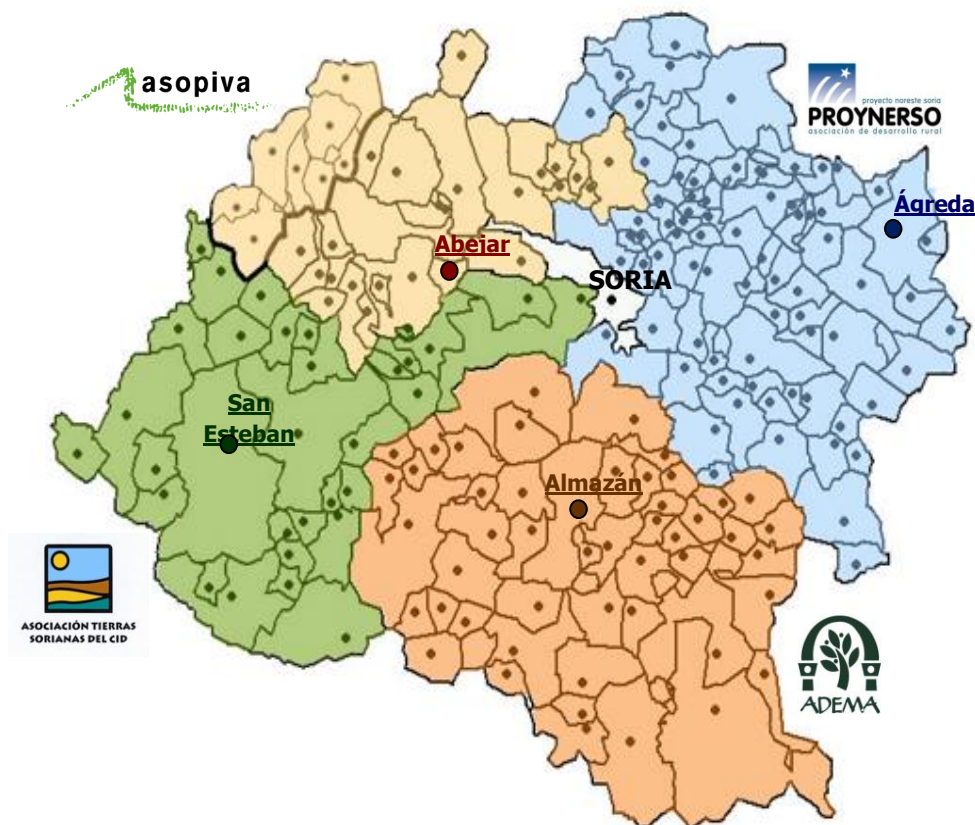 asopiva
proyecto noreste soria
PROYNERSO
asociación de desarrollo rural
Ágreda
Abejar
SORIA
San
Esteban
Almazán
ASOCIACIÓN TIERRAS
SORIANAS DEL CID
ADEMA